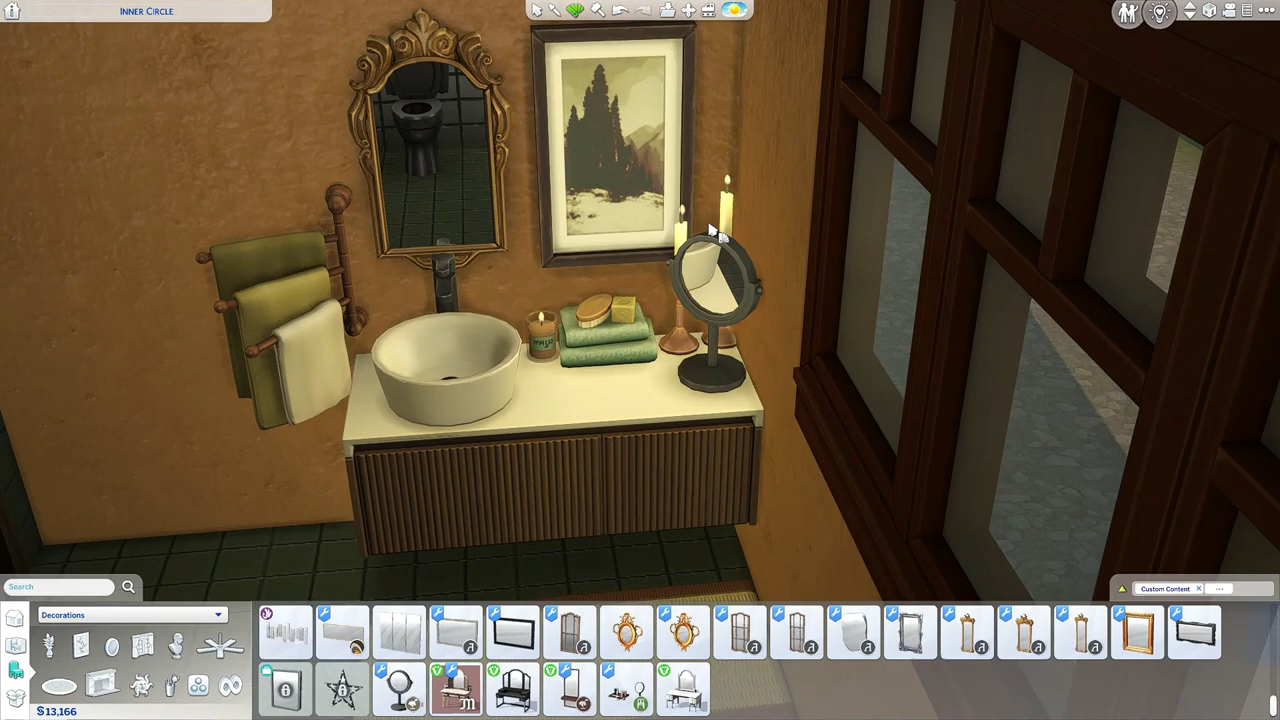 INNER CIRCLE
Search
Custom Content
Decorations
$13,166